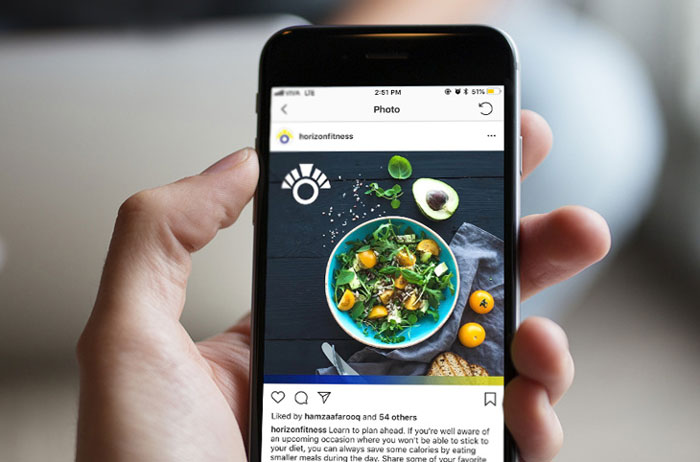 VIVA LTE 2:51 PM 51%
Photo
horizonfitness
Liked by hamzaafarooq and 54 others
horizonfitness Learn to plan ahead. If you're well aware of
an upcoming occasion where you won't be able to stick to
your diet, you can always save some calories by eating
smaller meals during the day. Share some of your favorite